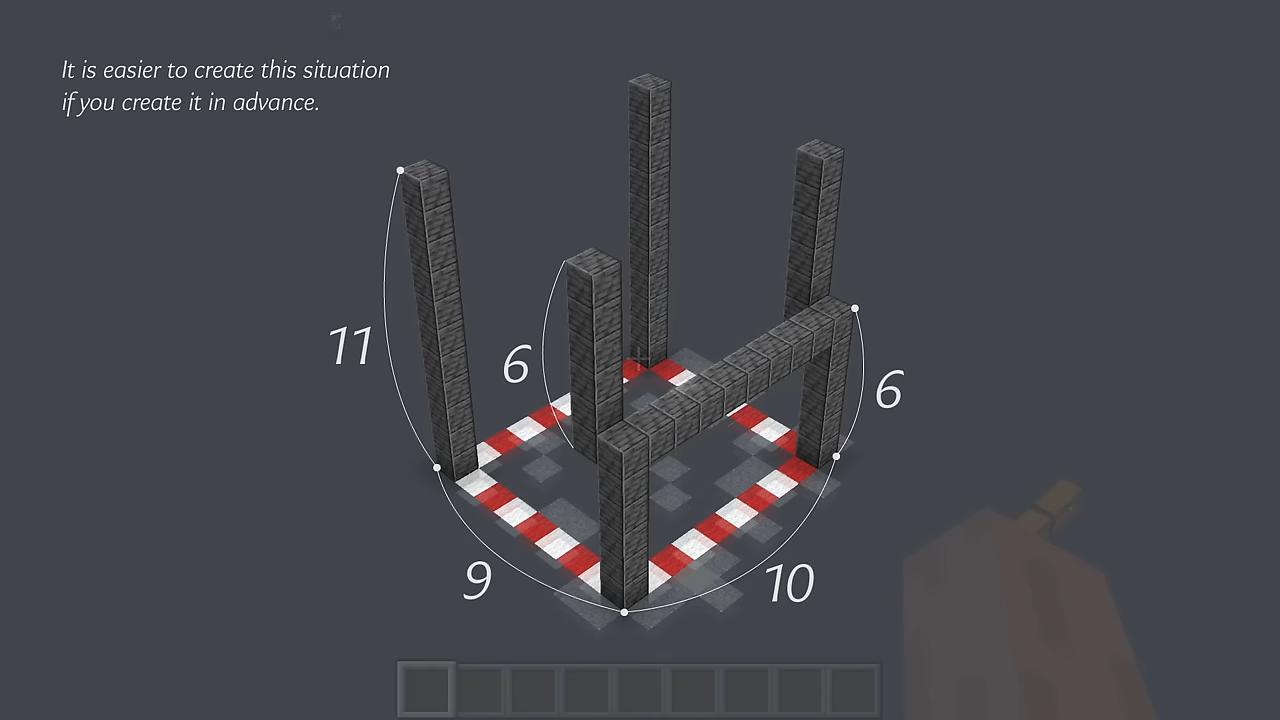 It is easier to create this situation
if you create it in advance.
11
6
6
9
10